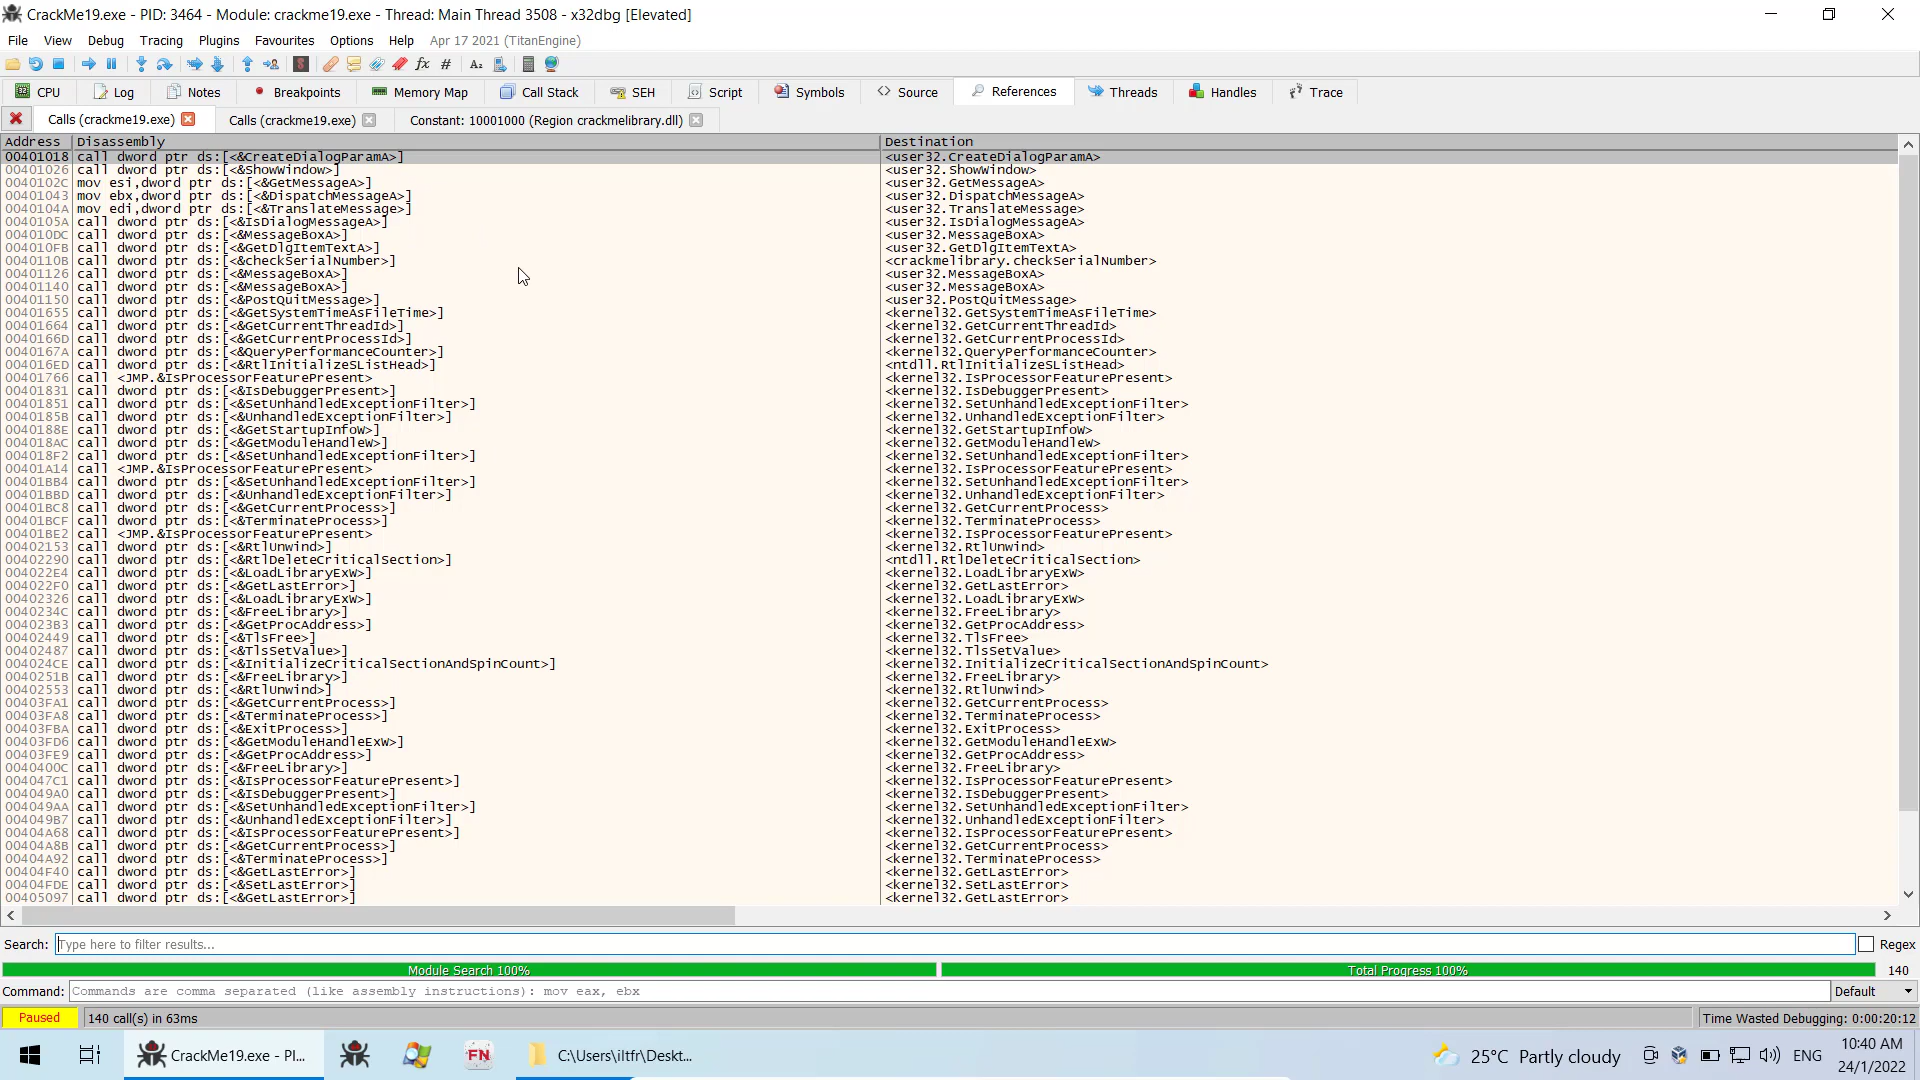 CrackMe19.exe - PID: 3464 - Module: crackme19.exe - Thread: Main Thread 3508 - x32dbg [Elevated]
File View Debug Tracing Plugins Favourites Options Help Apr 17 2021 (TitanEngine)
CPU Log Notes Breakpoints Memory Map Call Stack SEH Script Symbols Source References Threads Handles Trace
Calls (crackme19.exe) Calls (crackme19.exe) Constant: 10001000 (Region crackmelibrary.dll)
Address Disassembly Destination
00401018 call dword ptr ds:[<&CreateDialogParamA>] <user32.CreateDialogParamA>
00401026 call dword ptr ds:[<&ShowWindow>] <user32.ShowWindow>
0040102C mov esi,dword ptr ds:[<&GetMessageA>] <user32.GetMessageA>
00401043 mov ebx,dword ptr ds:[<&DispatchMessageA>] <user32.DispatchMessageA>
0040104A mov edi,dword ptr ds:[<&TranslateMessage>] <user32.TranslateMessage>
0040105A call dword ptr ds:[<&IsDialogMessageA>] <user32.IsDialogMessageA>
004010DC call dword ptr ds:[<&MessageBoxA>] <user32.MessageBoxA>
004010FB call dword ptr ds:[<&GetDlgItemTextA>] <user32.GetDlgItemTextA>
0040110B call dword ptr ds:[<&checkSerialNumber>] <crackmelibrary.checkSerialNumber>
00401126 call dword ptr ds:[<&MessageBoxA>] <user32.MessageBoxA>
00401140 call dword ptr ds:[<&MessageBoxA>] <user32.MessageBoxA>
00401150 call dword ptr ds:[<&PostQuitMessage>] <user32.PostQuitMessage>
00401655 call dword ptr ds:[<&GetSystemTimeAsFileTime>] <kernel32.GetSystemTimeAsFileTime>
00401664 call dword ptr ds:[<&GetCurrentThreadId>] <kernel32.GetCurrentThreadId>
0040166D call dword ptr ds:[<&GetCurrentProcessId>] <kernel32.GetCurrentProcessId>
0040167A call dword ptr ds:[<&QueryPerformanceCounter>] <kernel32.QueryPerformanceCounter>
004016ED call dword ptr ds:[<&RtlInitializeSListHead>] <ntdll.RtlInitializeSListHead>
00401766 call <JMP.&IsProcessorFeaturePresent> <kernel32.IsProcessorFeaturePresent>
00401831 call dword ptr ds:[<&IsDebuggerPresent>] <kernel32.IsDebuggerPresent>
00401851 call dword ptr ds:[<&SetUnhandledExceptionFilter>] <kernel32.SetUnhandledExceptionFilter>
0040185B call dword ptr ds:[<&UnhandledExceptionFilter>] <kernel32.UnhandledExceptionFilter>
0040188E call dword ptr ds:[<&GetStartupInfoW>] <kernel32.GetStartupInfoW>
004018AC call dword ptr ds:[<&GetModuleHandleW>] <kernel32.GetModuleHandleW>
004018F2 call dword ptr ds:[<&SetUnhandledExceptionFilter>] <kernel32.SetUnhandledExceptionFilter>
00401A14 call <JMP.&IsProcessorFeaturePresent> <kernel32.IsProcessorFeaturePresent>
00401BB4 call dword ptr ds:[<&SetUnhandledExceptionFilter>] <kernel32.SetUnhandledExceptionFilter>
00401BBD call dword ptr ds:[<&UnhandledExceptionFilter>] <kernel32.UnhandledExceptionFilter>
00401BC8 call dword ptr ds:[<&GetCurrentProcess>] <kernel32.GetCurrentProcess>
00401BCF call dword ptr ds:[<&TerminateProcess>] <kernel32.TerminateProcess>
00401BE2 call <JMP.&IsProcessorFeaturePresent> <kernel32.IsProcessorFeaturePresent>
00402153 call dword ptr ds:[<&RtlUnwind>] <kernel32.RtlUnwind>
00402290 call dword ptr ds:[<&RtlDeleteCriticalSection>] <ntdll.RtlDeleteCriticalSection>
004022E4 call dword ptr ds:[<&LoadLibraryExW>] <kernel32.LoadLibraryExW>
004022F0 call dword ptr ds:[<&GetLastError>] <kernel32.GetLastError>
00402326 call dword ptr ds:[<&LoadLibraryExW>] <kernel32.LoadLibraryExW>
0040234C call dword ptr ds:[<&FreeLibrary>] <kernel32.FreeLibrary>
004023B3 call dword ptr ds:[<&GetProcAddress>] <kernel32.GetProcAddress>
00402449 call dword ptr ds:[<&TlsFree>] <kernel32.TlsFree>
00402487 call dword ptr ds:[<&TlsSetValue>] <kernel32.TlsSetValue>
004024CE call dword ptr ds:[<&InitializeCriticalSectionAndSpinCount>] <kernel32.InitializeCriticalSectionAndSpinCount>
0040251B call dword ptr ds:[<&FreeLibrary>] <kernel32.FreeLibrary>
00402553 call dword ptr ds:[<&RtlUnwind>] <kernel32.RtlUnwind>
00403FA1 call dword ptr ds:[<&GetCurrentProcess>] <kernel32.GetCurrentProcess>
00403FA8 call dword ptr ds:[<&TerminateProcess>] <kernel32.TerminateProcess>
00403FBA call dword ptr ds:[<&ExitProcess>] <kernel32.ExitProcess>
00403FD6 call dword ptr ds:[<&GetModuleHandleExW>] <kernel32.GetModuleHandleExW>
00403FE9 call dword ptr ds:[<&GetProcAddress>] <kernel32.GetProcAddress>
0040400C call dword ptr ds:[<&FreeLibrary>] <kernel32.FreeLibrary>
004047C1 call dword ptr ds:[<&IsProcessorFeaturePresent>] <kernel32.IsProcessorFeaturePresent>
004049A0 call dword ptr ds:[<&IsDebuggerPresent>] <kernel32.IsDebuggerPresent>
004049AA call dword ptr ds:[<&SetUnhandledExceptionFilter>] <kernel32.SetUnhandledExceptionFilter>
004049B7 call dword ptr ds:[<&UnhandledExceptionFilter>] <kernel32.UnhandledExceptionFilter>
00404A68 call dword ptr ds:[<&IsProcessorFeaturePresent>] <kernel32.IsProcessorFeaturePresent>
00404A8B call dword ptr ds:[<&GetCurrentProcess>] <kernel32.GetCurrentProcess>
00404A92 call dword ptr ds:[<&TerminateProcess>] <kernel32.TerminateProcess>
00404F40 call dword ptr ds:[<&GetLastError>] <kernel32.GetLastError>
00404FDE call dword ptr ds:[<&SetLastError>] <kernel32.SetLastError>
00405097 call dword ptr ds:[<&GetLastError>] <kernel32.GetLastError>
Search: Type here to filter results... Regex
Module Search 100% Total Progress 100% 140
Command: Commands are comma separated (like assembly instructions): mov eax, ebx Default
Paused 140 call(s) in 63ms Time Wasted Debugging: 0:00:20:12
CrackMe19.exe - PI... FN C:\Users\iltfr\Deskt... 25°C Partly cloudy ENG 10:40 AM
24/1/2022